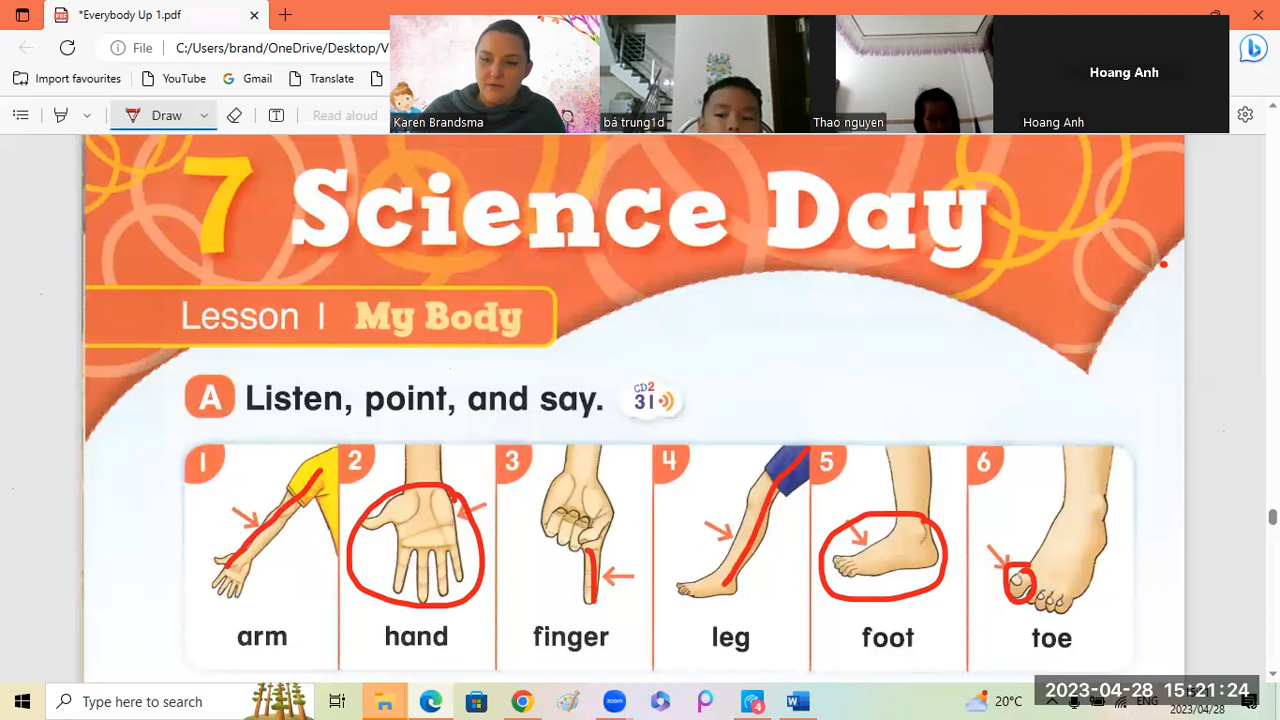 *Everybody Up 1.pdf
File C:/Users/brand/OneDrive/Desktop/V
Import favourites YouTube Gmail Translate
Draw Read aloud
Karen Brandsma bá trung1d Thao nguyen Hoang Anh
Hoang Anh
7 Science Day
Lesson 1 My Body
A Listen, point, and say. CD2 31
1 2 3 4 5 6
arm hand finger leg foot toe
Type here to search 4 20°C ENG
2023-04-28 15:21:24
2023/04/28